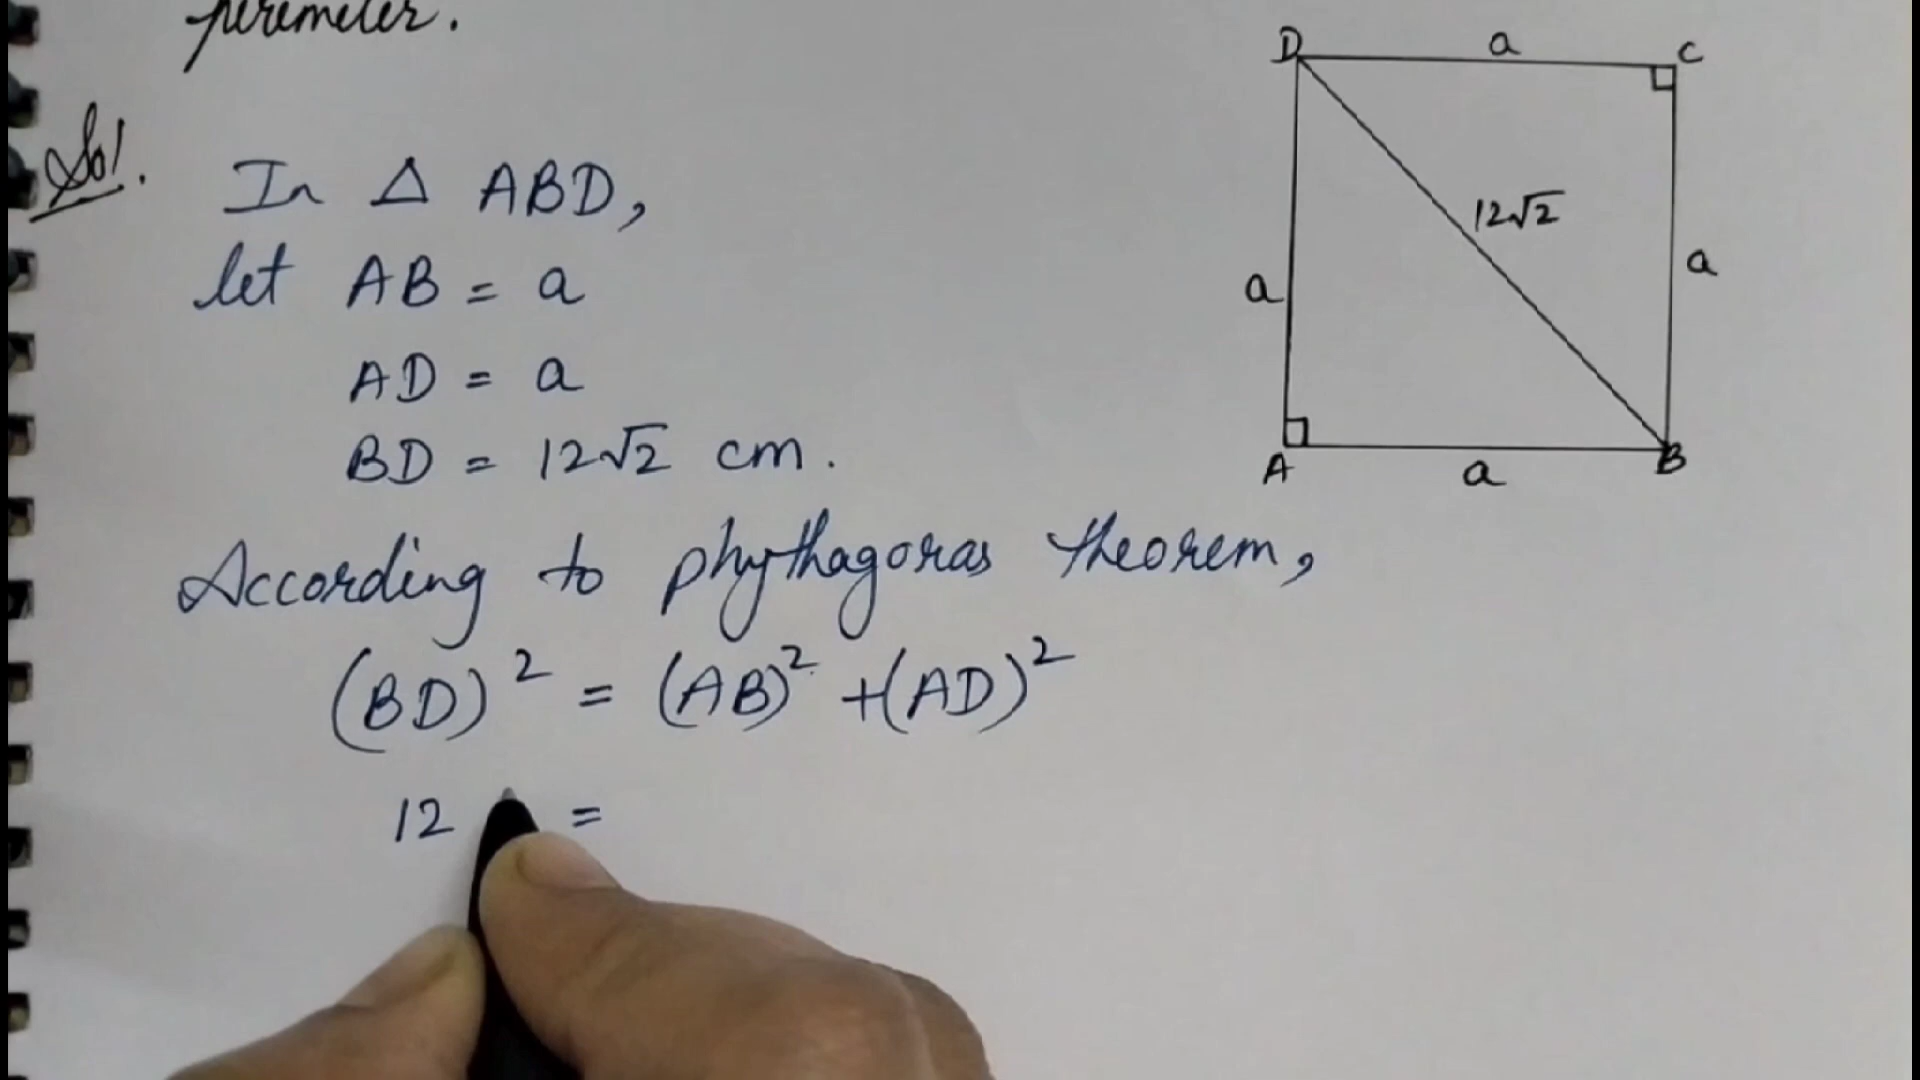 peremeter.
Sol. In Δ ABD,
let AB = a
AD = a
BD = 12√2 cm.
According to phythagoras theorem,
(BD)² = (AB)² + (AD)²
12 =
D a C
12√2
a a
A a B